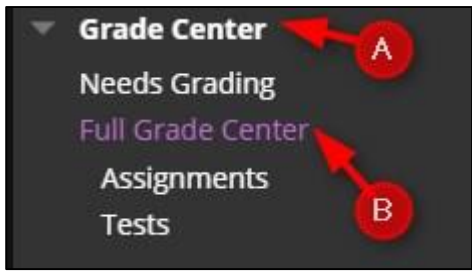 Grade Center
A
Needs Grading
Full Grade Center
Assignments
B
Tests